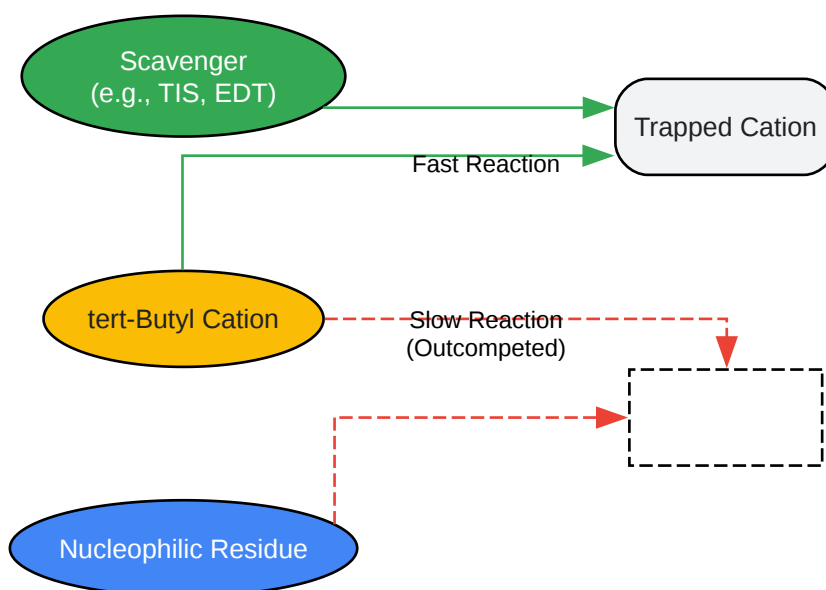 Scavenger
(e.g., TIS, EDT)
Trapped Cation
Fast Reaction
tert-Butyl Cation
Slow Reaction
(Outcompeted)
Nucleophilic Residue